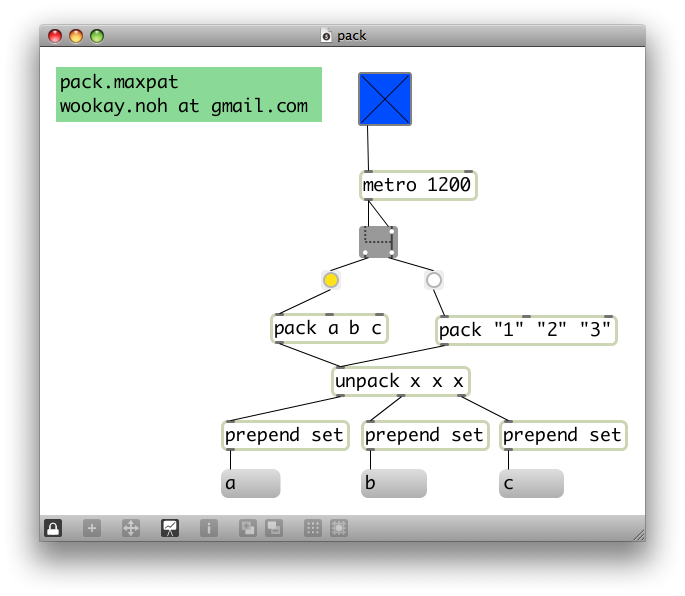 pack
pack.maxpat
wookay.noh at gmail.com
metro 1200
pack a b c
pack "1" "2" "3"
unpack x x x
prepend set
prepend set
prepend set
a
b
c